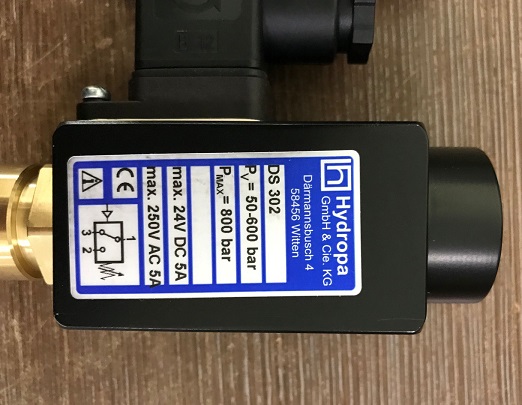 Hydropa
GmbH & Cie. KG
Därmannsbusch 4
58456 Witten
DS 302
PV = 50-600 bar
PMAX = 800 bar
max. 24V DC 5A
max. 250V AC 5A
CE
1
3 2